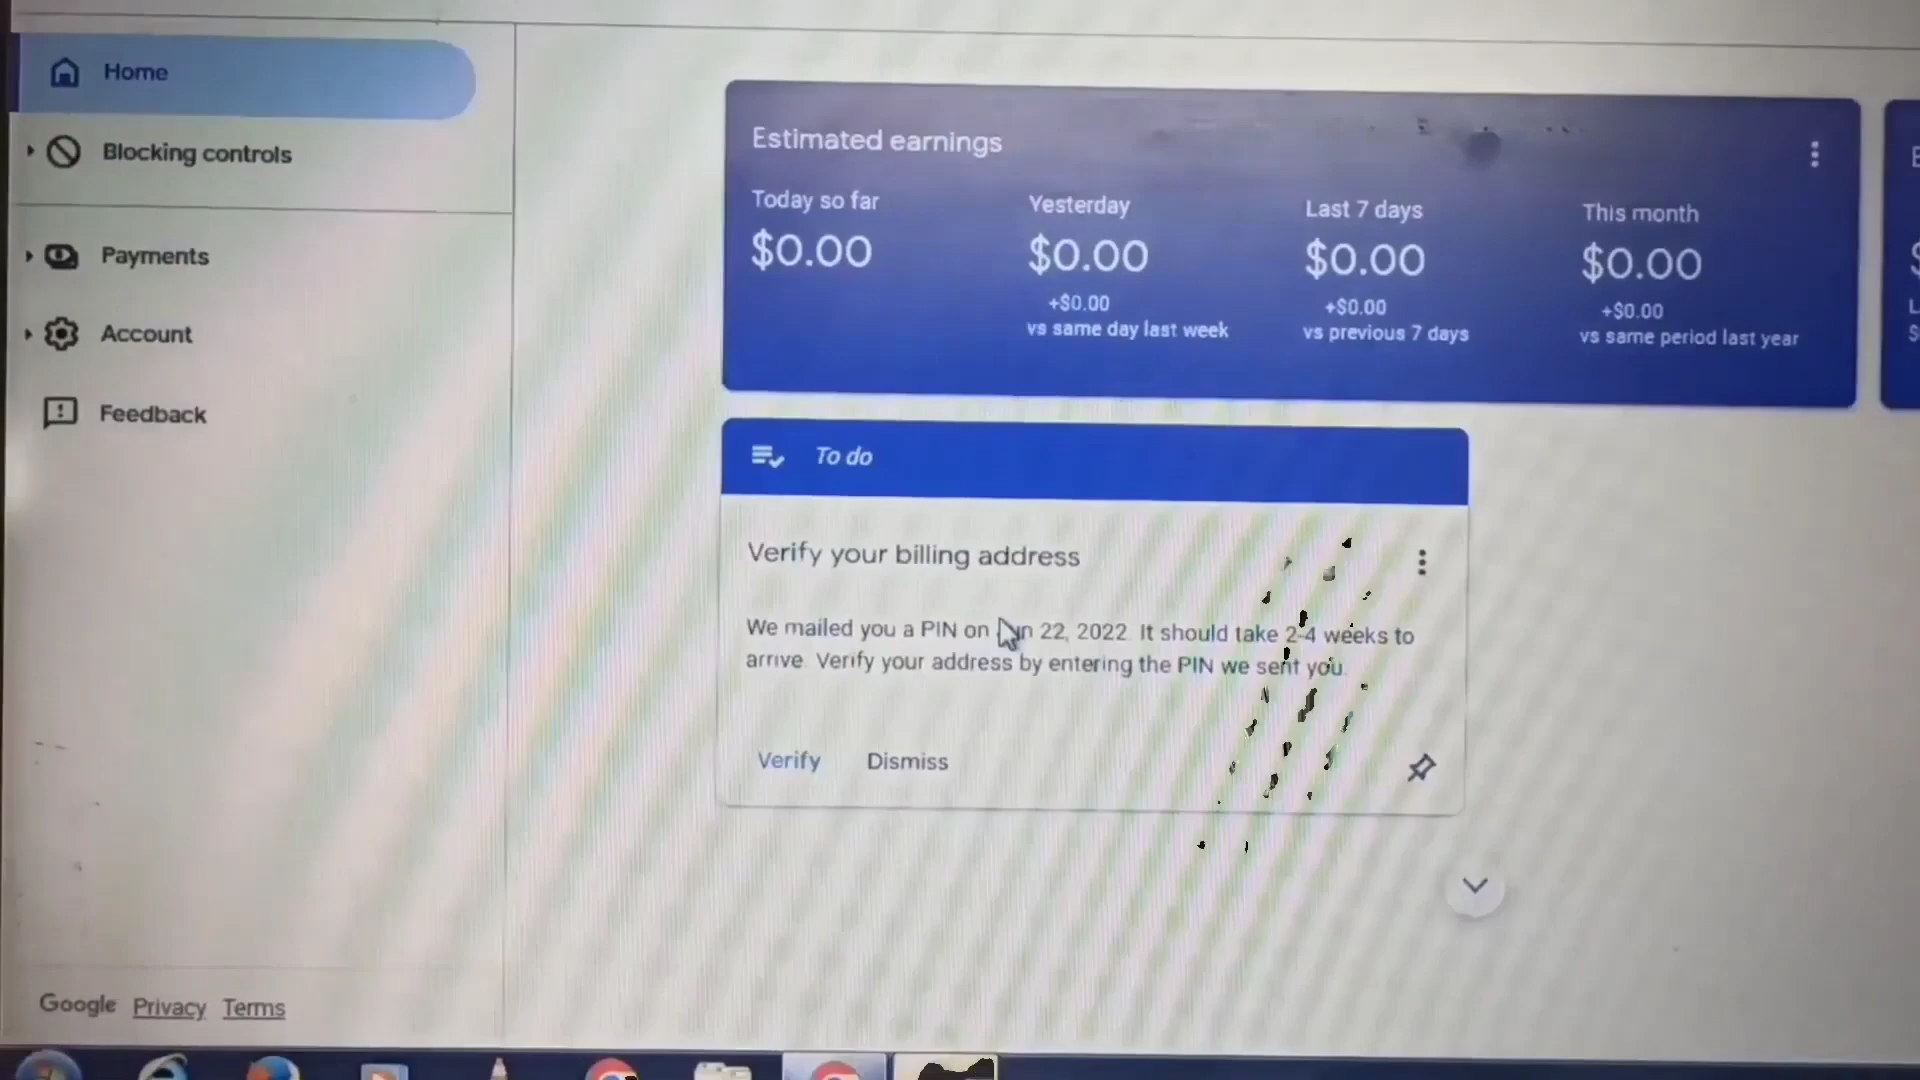 Home
Blocking controls
Payments
Account
Feedback
Estimated earnings
Today so far
$0.00
Yesterday
$0.00
+$0.00
vs same day last week
Last 7 days
$0.00
+$0.00
vs previous 7 days
This month
$0.00
+$0.00
vs same period last year
To do
Verify your billing address
We mailed you a PIN on 22, 2022. It should take 2-4 weeks to
arrive. Verify your address by entering the PIN we sent you.
Verify Dismiss
Google Privacy Terms